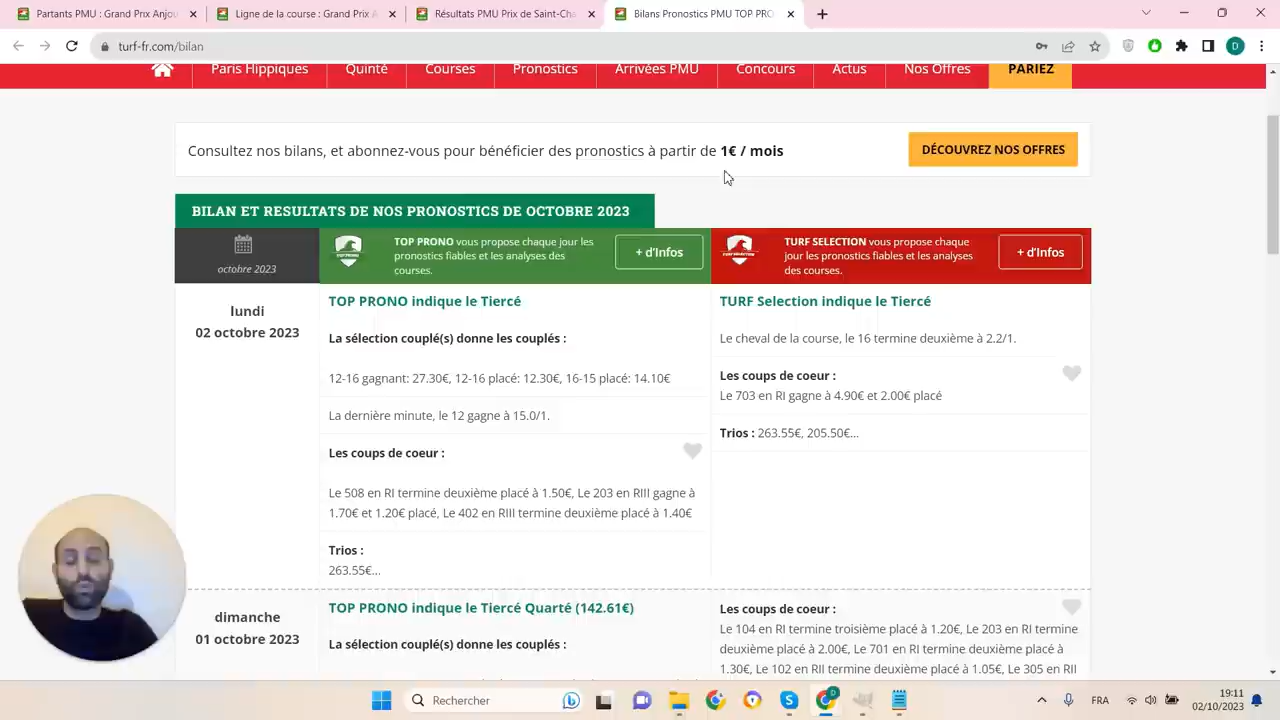 Partants PMU : Grand Prix Anjou
Ligne de la course : Grand Prix A
Résultats PMU Prix de Saint-Cha
Bilans Pronostics PMU TOP PRO
turf-fr.com/bilan
D
Paris Hippiques
Quinté
Courses
Pronostics
Arrivées PMU
Concours
Actus
Nos Offres
PARIEZ
Consultez nos bilans, et abonnez-vous pour bénéficier des pronostics à partir de 1€ / mois
DÉCOUVREZ NOS OFFRES
BILAN ET RESULTATS DE NOS PRONOSTICS DE OCTOBRE 2023
octobre 2023
TOP PRONO vous propose chaque jour les
pronostics fiables et les analyses des
courses.
+ d'Infos
TURF SELECTION vous propose chaque
jour les pronostics fiables et les analyses
des courses.
+ d'Infos
lundi
02 octobre 2023
TOP PRONO indique le Tiercé
La sélection couplé(s) donne les couplés :
12-16 gagnant: 27.30€, 12-16 placé: 12.30€, 16-15 placé: 14.10€
La dernière minute, le 12 gagne à 15.0/1.
Les coups de coeur :
Le 508 en RI termine deuxième placé à 1.50€, Le 203 en RIII gagne à
1.70€ et 1.20€ placé, Le 402 en RIII termine deuxième placé à 1.40€
Trios :
263.55€...
TURF Selection indique le Tiercé
Le cheval de la course, le 16 termine deuxième à 2.2/1.
Les coups de coeur :
Le 703 en RI gagne à 4.90€ et 2.00€ placé
Trios : 263.55€, 205.50€...
dimanche
01 octobre 2023
TOP PRONO indique le Tiercé Quarté (142.61€)
La sélection couplé(s) donne les couplés :
Les coups de coeur :
Le 104 en RI termine troisième placé à 1.20€, Le 203 en RI termine
deuxième placé à 2.00€, Le 701 en RI termine deuxième placé à
1.30€, Le 102 en RII termine deuxième placé à 1.05€, Le 305 en RII
Rechercher
FRA
19:11
02/10/2023